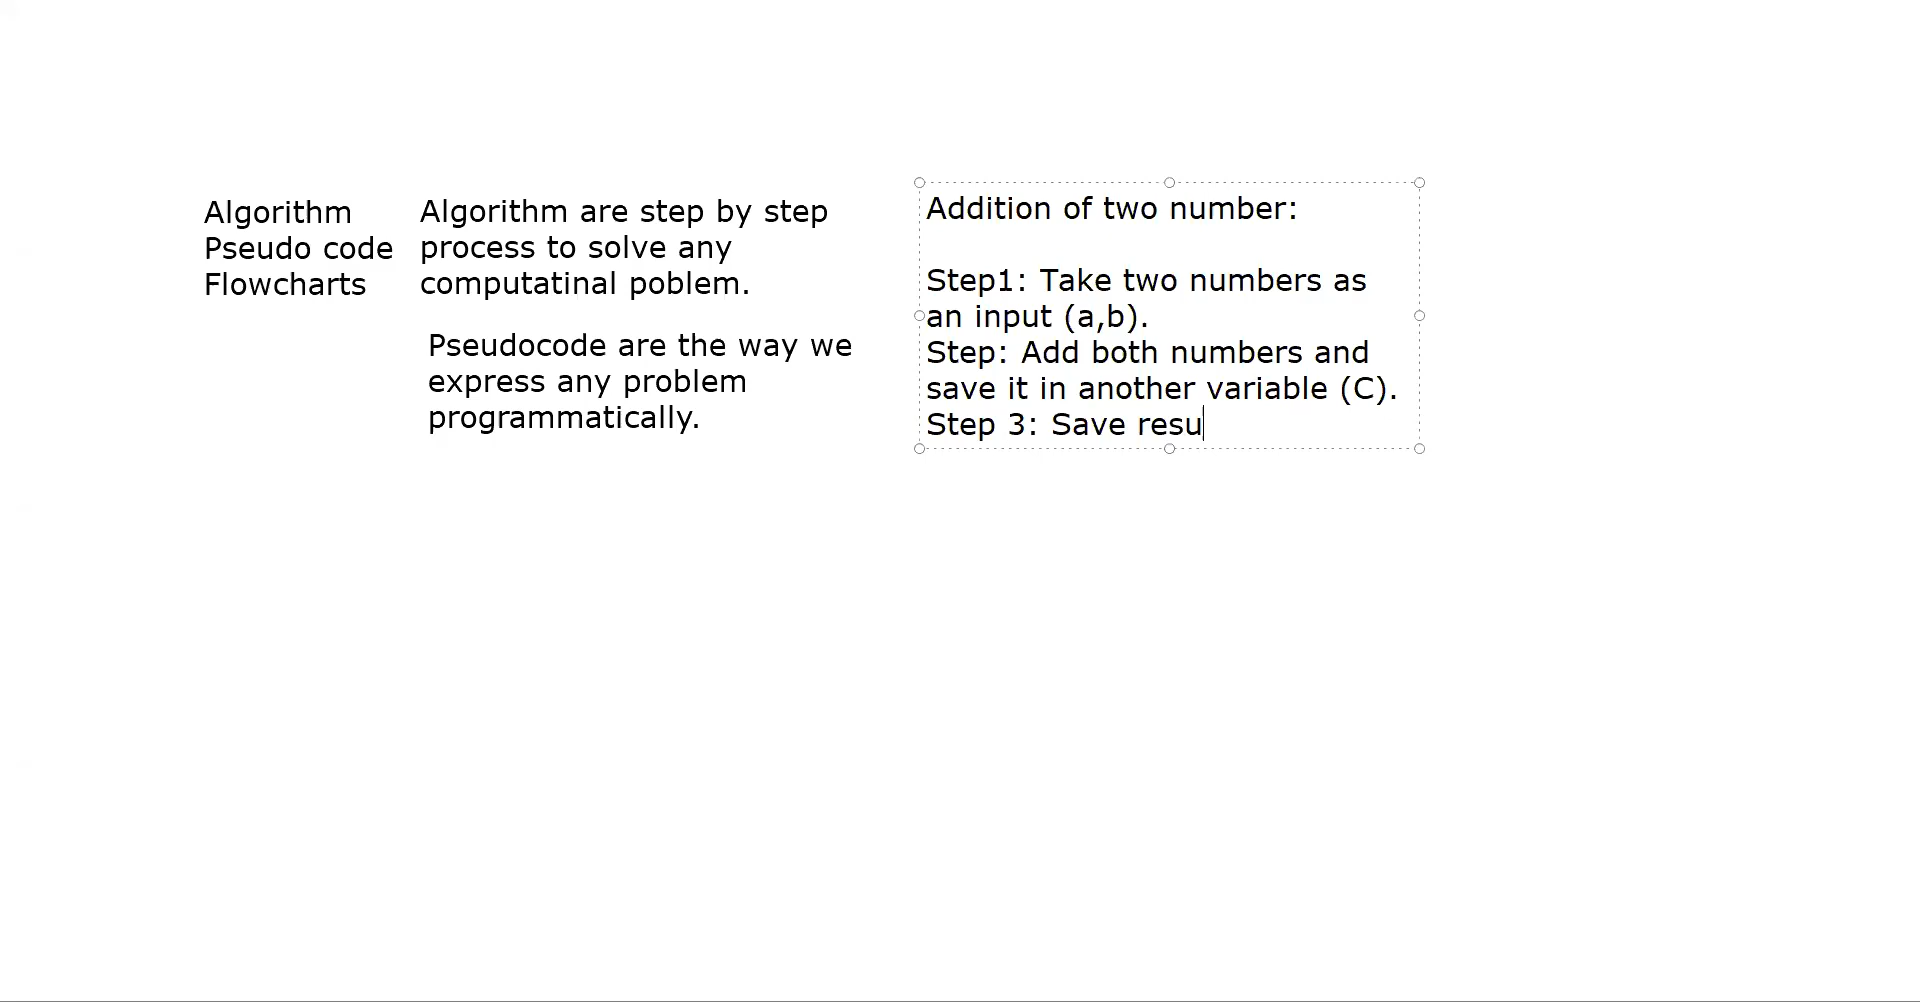 Algorithm
Pseudo code
Flowcharts
Algorithm are step by step
process to solve any
computatinal poblem.
Pseudocode are the way we
express any problem
programmatically.
Addition of two number:
Step1: Take two numbers as
an input (a,b).
Step: Add both numbers and
save it in another variable (C).
Step 3: Save resu